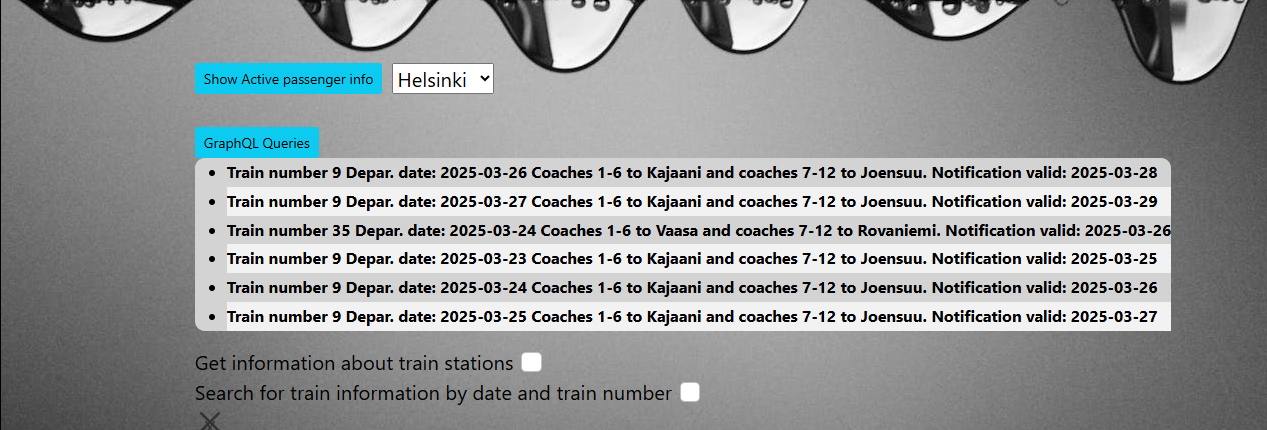 Show Active passenger info Helsinki
GraphQL Queries
Train number 9 Depar. date: 2025-03-26 Coaches 1-6 to Kajaani and coaches 7-12 to Joensuu. Notification valid: 2025-03-28
Train number 9 Depar. date: 2025-03-27 Coaches 1-6 to Kajaani and coaches 7-12 to Joensuu. Notification valid: 2025-03-29
Train number 35 Depar. date: 2025-03-24 Coaches 1-6 to Vaasa and coaches 7-12 to Rovaniemi. Notification valid: 2025-03-26
Train number 9 Depar. date: 2025-03-23 Coaches 1-6 to Kajaani and coaches 7-12 to Joensuu. Notification valid: 2025-03-25
Train number 9 Depar. date: 2025-03-24 Coaches 1-6 to Kajaani and coaches 7-12 to Joensuu. Notification valid: 2025-03-26
Train number 9 Depar. date: 2025-03-25 Coaches 1-6 to Kajaani and coaches 7-12 to Joensuu. Notification valid: 2025-03-27
Get information about train stations
Search for train information by date and train number